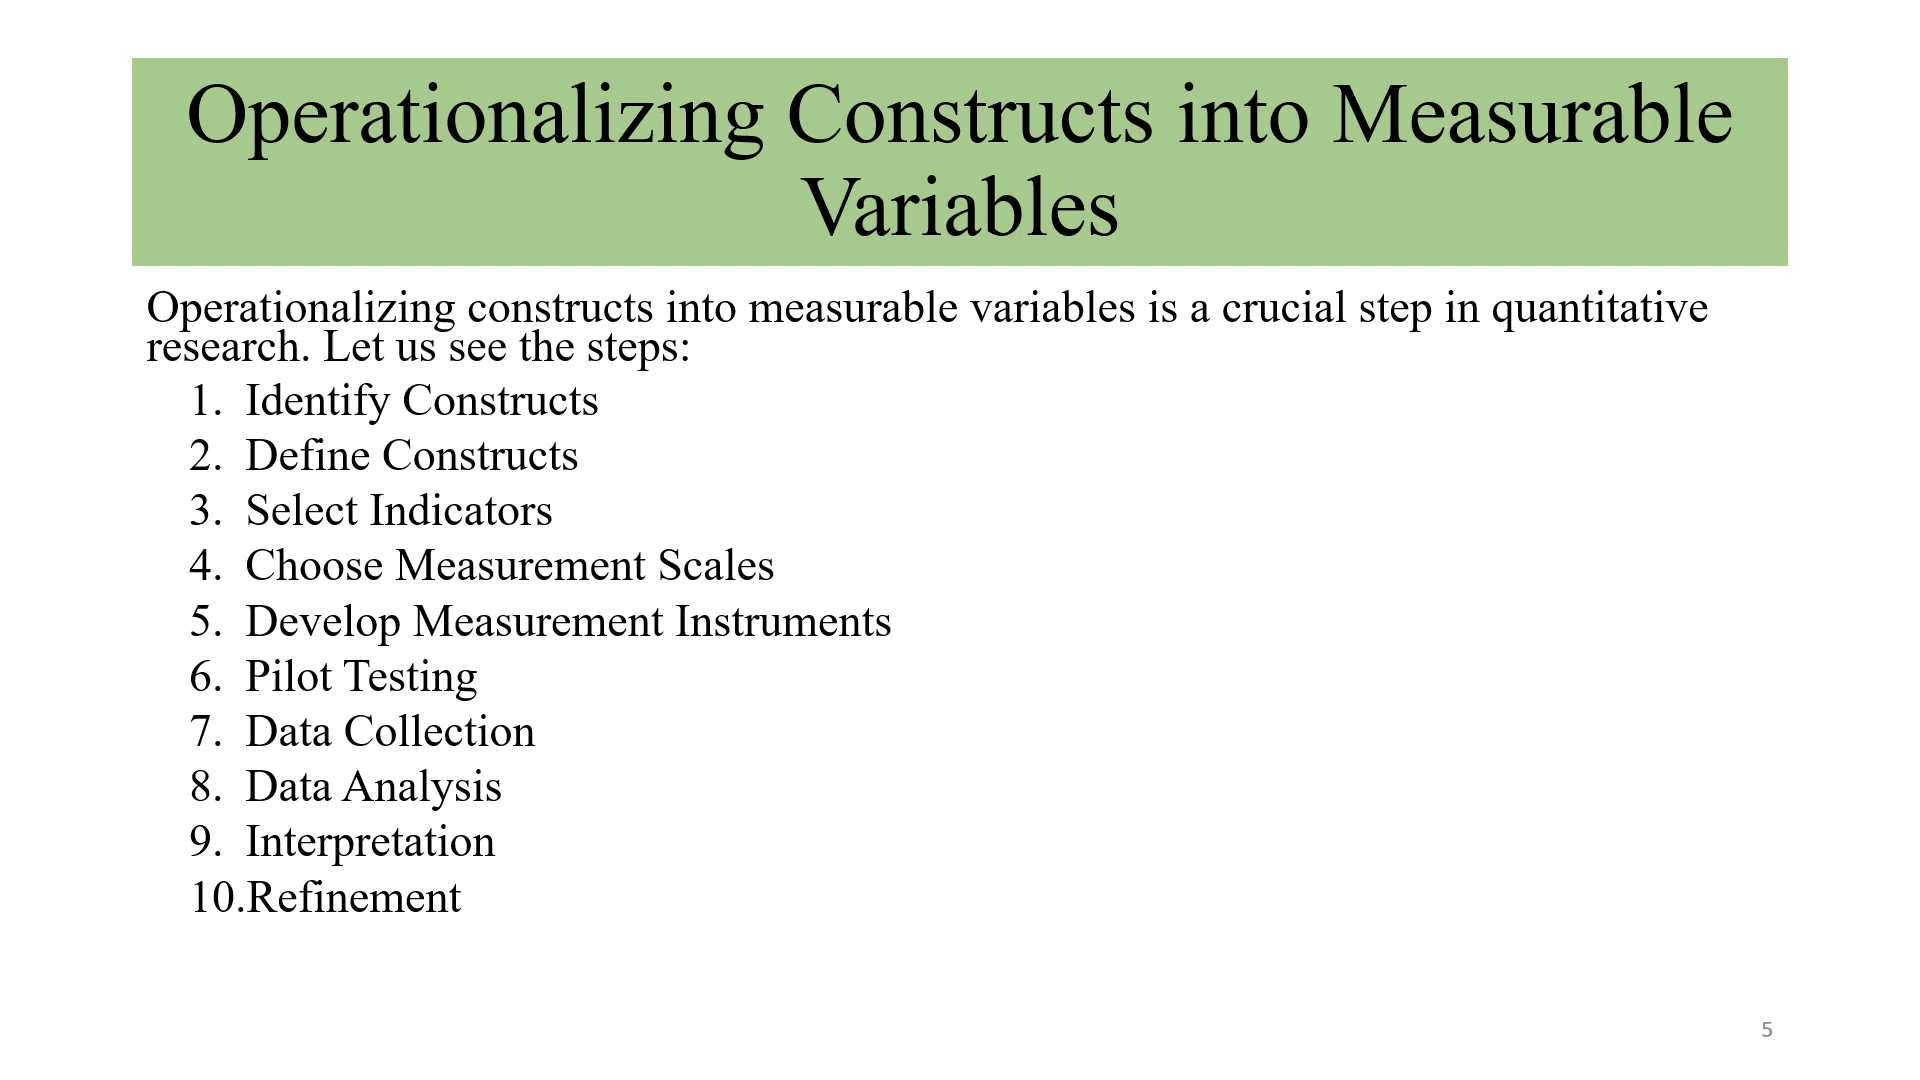 Operationalizing Constructs into Measurable
Variables
Operationalizing constructs into measurable variables is a crucial step in quantitative
research. Let us see the steps:
1. Identify Constructs
2. Define Constructs
3. Select Indicators
4. Choose Measurement Scales
5. Develop Measurement Instruments
6. Pilot Testing
7. Data Collection
8. Data Analysis
9. Interpretation
10.Refinement
5